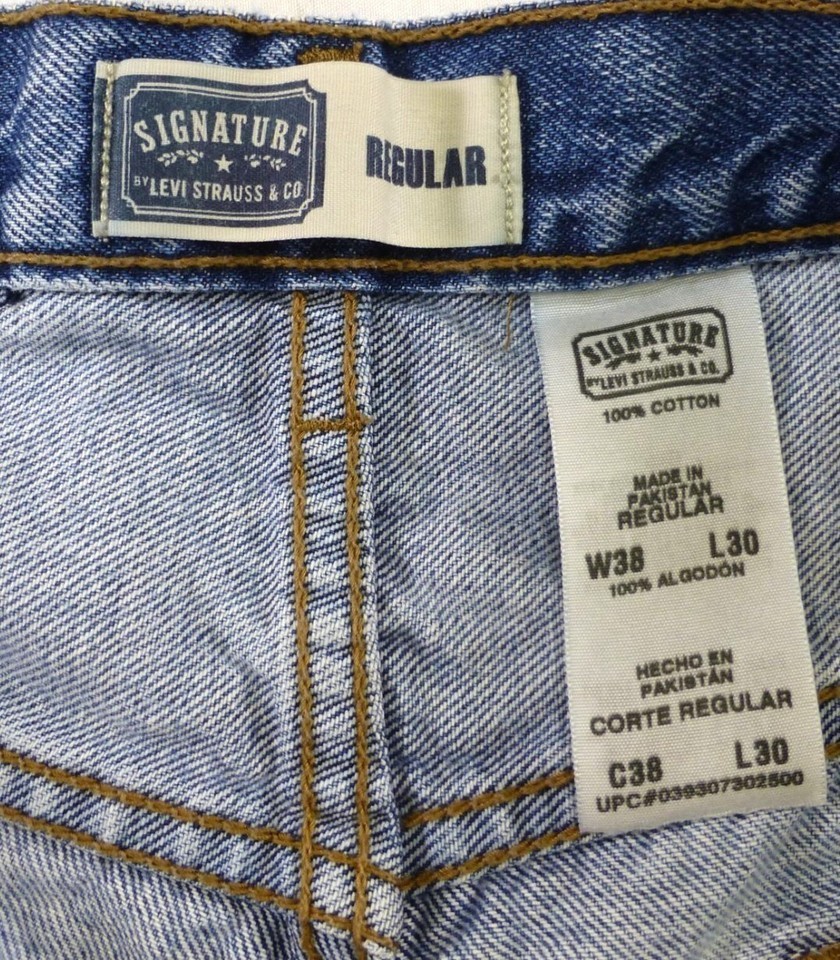 SIGNATURE
BY LEVI STRAUSS & CO.
REGULAR
SIGNATURE
BY LEVI STRAUSS & CO.
100% COTTON
MADE IN
PAKISTAN
REGULAR
W38 L30
100% ALGODÓN
HECHO EN
PAKISTÁN
CORTE REGULAR
C38 L30
UPC#039307302500